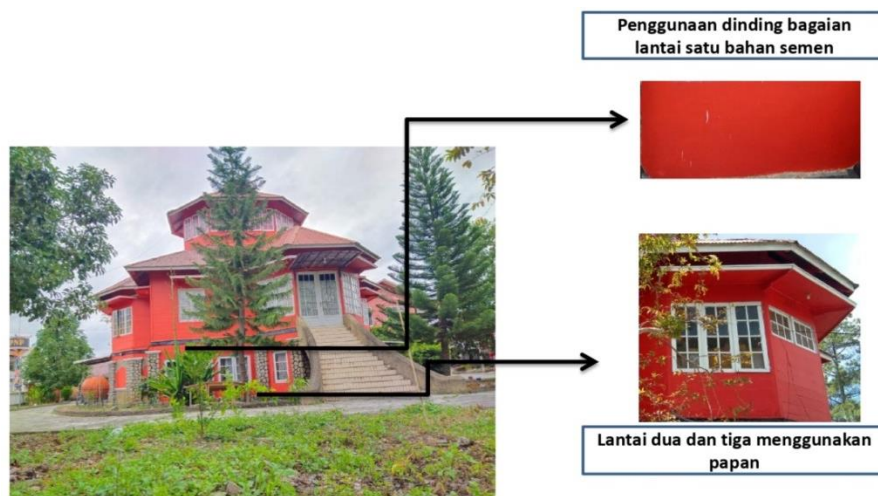 Penggunaan dinding bagaian
lantai satu bahan semen
Lantai dua dan tiga menggunakan
papan